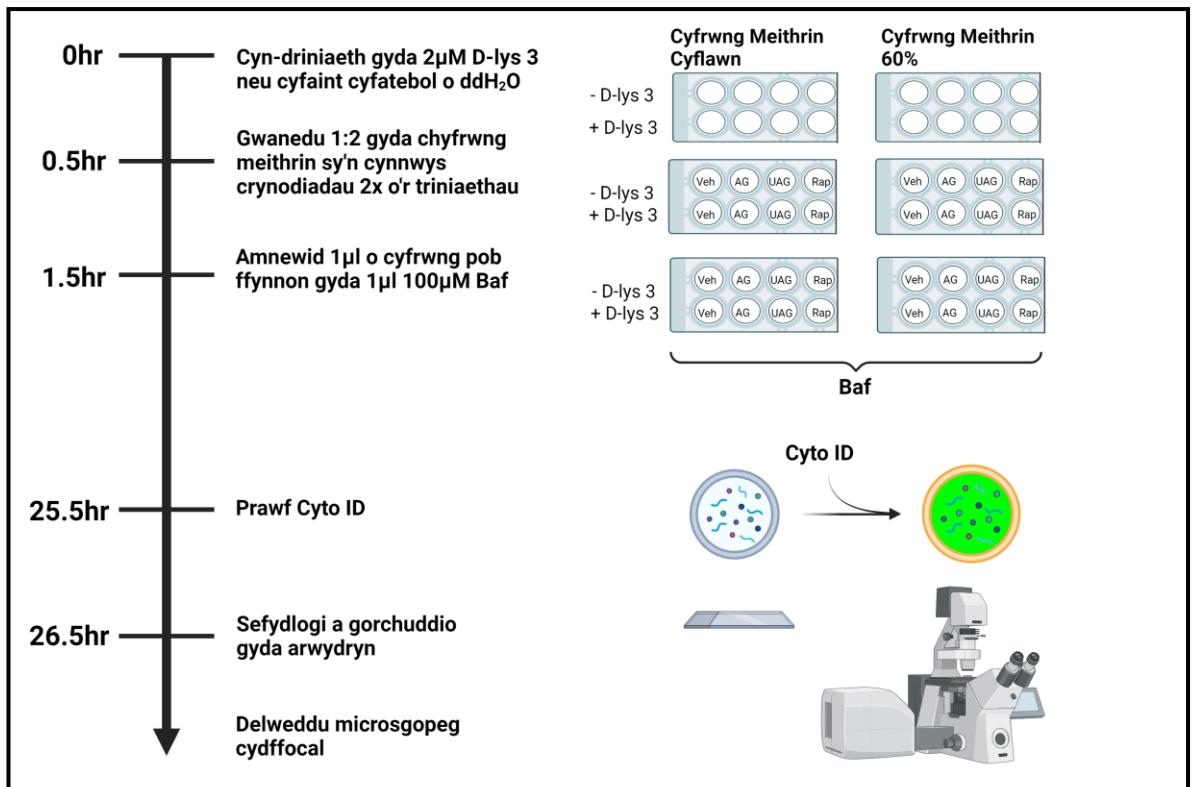 0hr
Cyn-driniaeth gyda 2µM D-lys 3
neu cyfaint cyfatebol o ddH₂O
Cyfrwng Meithrin
Cyflawn
Cyfrwng Meithrin
60%
- D-lys 3
+ D-lys 3
0.5hr
Gwanedu 1:2 gyda chyfrwng
meithrin sy'n cynnwys
crynodiadau 2x o'r triniaethau
- D-lys 3
+ D-lys 3
Veh AG UAG Rap
Veh AG UAG Rap
Veh AG UAG Rap
Veh AG UAG Rap
1.5hr
Amnewid 1µl o cyfrwng pob
ffynnon gyda 1µl 100µM Baf
- D-lys 3
+ D-lys 3
Veh AG UAG Rap
Veh AG UAG Rap
Veh AG UAG Rap
Veh AG UAG Rap
Baf
25.5hr
Prawf Cyto ID
Cyto ID
26.5hr
Sefydlogi a gorchuddio
gyda arwydryn
Delweddu microsgopeg
cydffocal